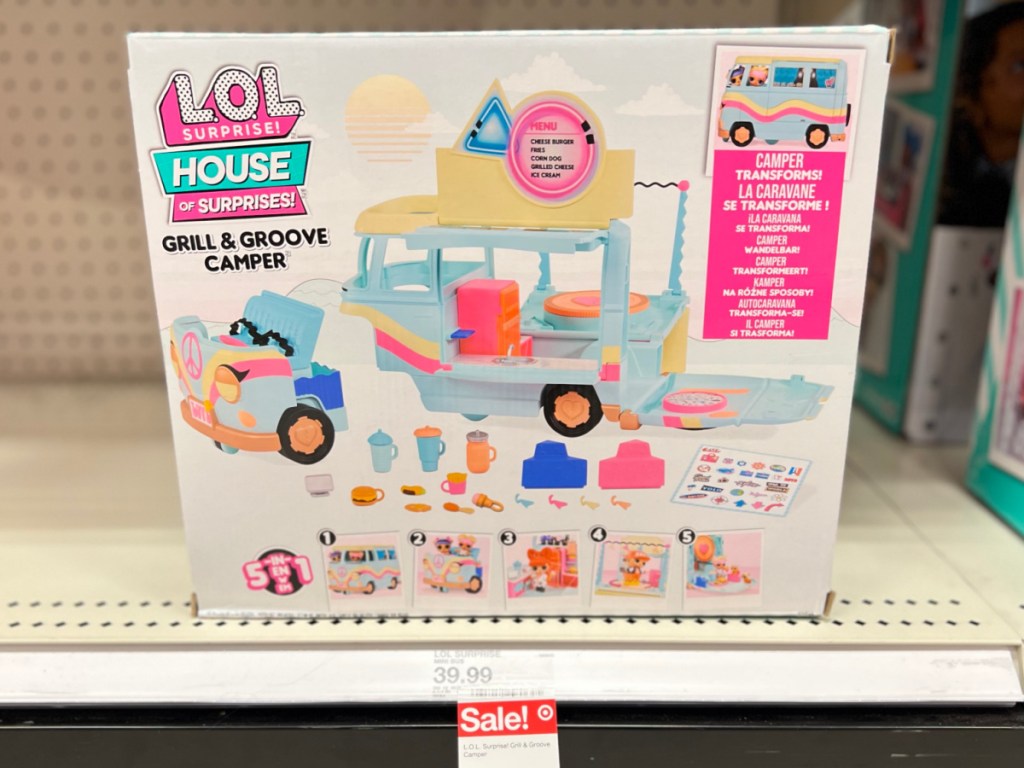 L.O.L.
SURPRISE!
HOUSE
OF SURPRISES!
GRILL & GROOVE
CAMPER
MENU
CHEESE BURGER
FRIES
CORN DOG
GRILLED CHEESE
ICE CREAM
CAMPER
TRANSFORMS!
LA CARAVANE
SE TRANSFORME !
¡LA CARAVANA
SE TRANSFORMA!
CAMPER
WANDELBAR!
CAMPER
TRANSFORMEERT!
KAMPER
NA RÓŻNE SPOSOBY!
AUTOCARAVANA
TRANSFORMA-SE!
IL CAMPER
SI TRASFORMA!
5 IN EN W EM 1
1
2
3
4
5
LOL SURPRISE
39.99
Sale!
L.O.L. Surprise! Grill & Groove
Camper